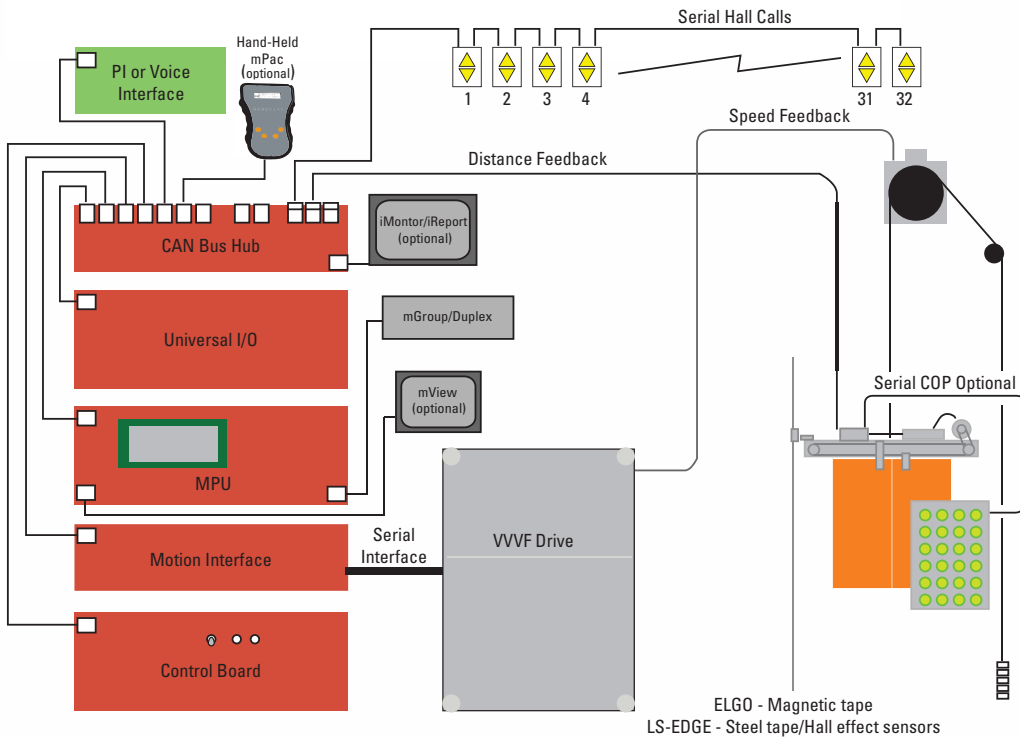 Serial Hall Calls
Hand-Held
mPac
(optional)
PI or Voice
Interface
1
2
3
4
31
32
Speed Feedback
Distance Feedback
iMontor/iReport
(optional)
CAN Bus Hub
mGroup/Duplex
Universal I/O
mView
(optional)
Serial COP Optional
MPU
Serial
Interface
VVVF Drive
Motion Interface
Control Board
ELGO - Magnetic tape
LS-EDGE - Steel tape/Hall effect sensors